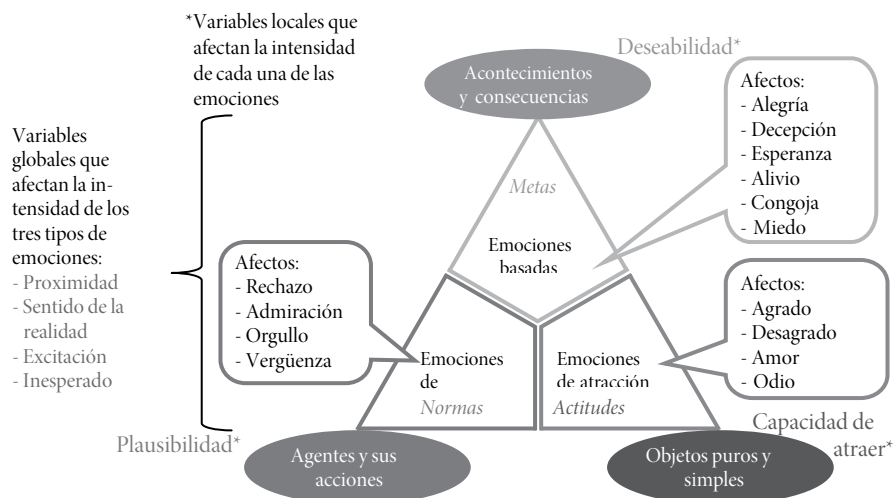 *Variables locales que
afectan la intensidad
de cada una de las
emociones
Deseabilidad*
Acontecimientos
y consecuencias
Afectos:
- Alegría
- Decepción
- Esperanza
- Alivio
- Congoja
- Miedo
Variables
globales que
afectan la in-
tensidad de los
tres tipos de
emociones:
- Proximidad
- Sentido de la
realidad
- Excitación
- Inesperado
Metas
Emociones
basadas
Afectos:
- Rechazo
- Admiración
- Orgullo
- Vergüenza
Afectos:
- Agrado
- Desagrado
- Amor
- Odio
Emociones
de
Normas
Emociones
de atracción
Actitudes
Plausibilidad*
Agentes y sus
acciones
Objetos puros y
simples
Capacidad de
atraer*